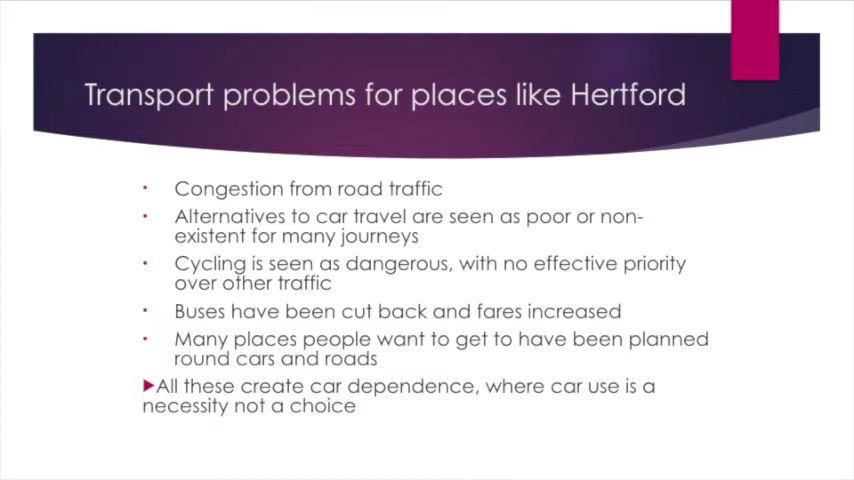 Transport problems for places like Hertford
• Congestion from road traffic
• Alternatives to car travel are seen as poor or non-
existent for many journeys
• Cycling is seen as dangerous, with no effective priority
over other traffic
• Buses have been cut back and fares increased
• Many places people want to get to have been planned
round cars and roads
▶All these create car dependence, where car use is a
necessity not a choice